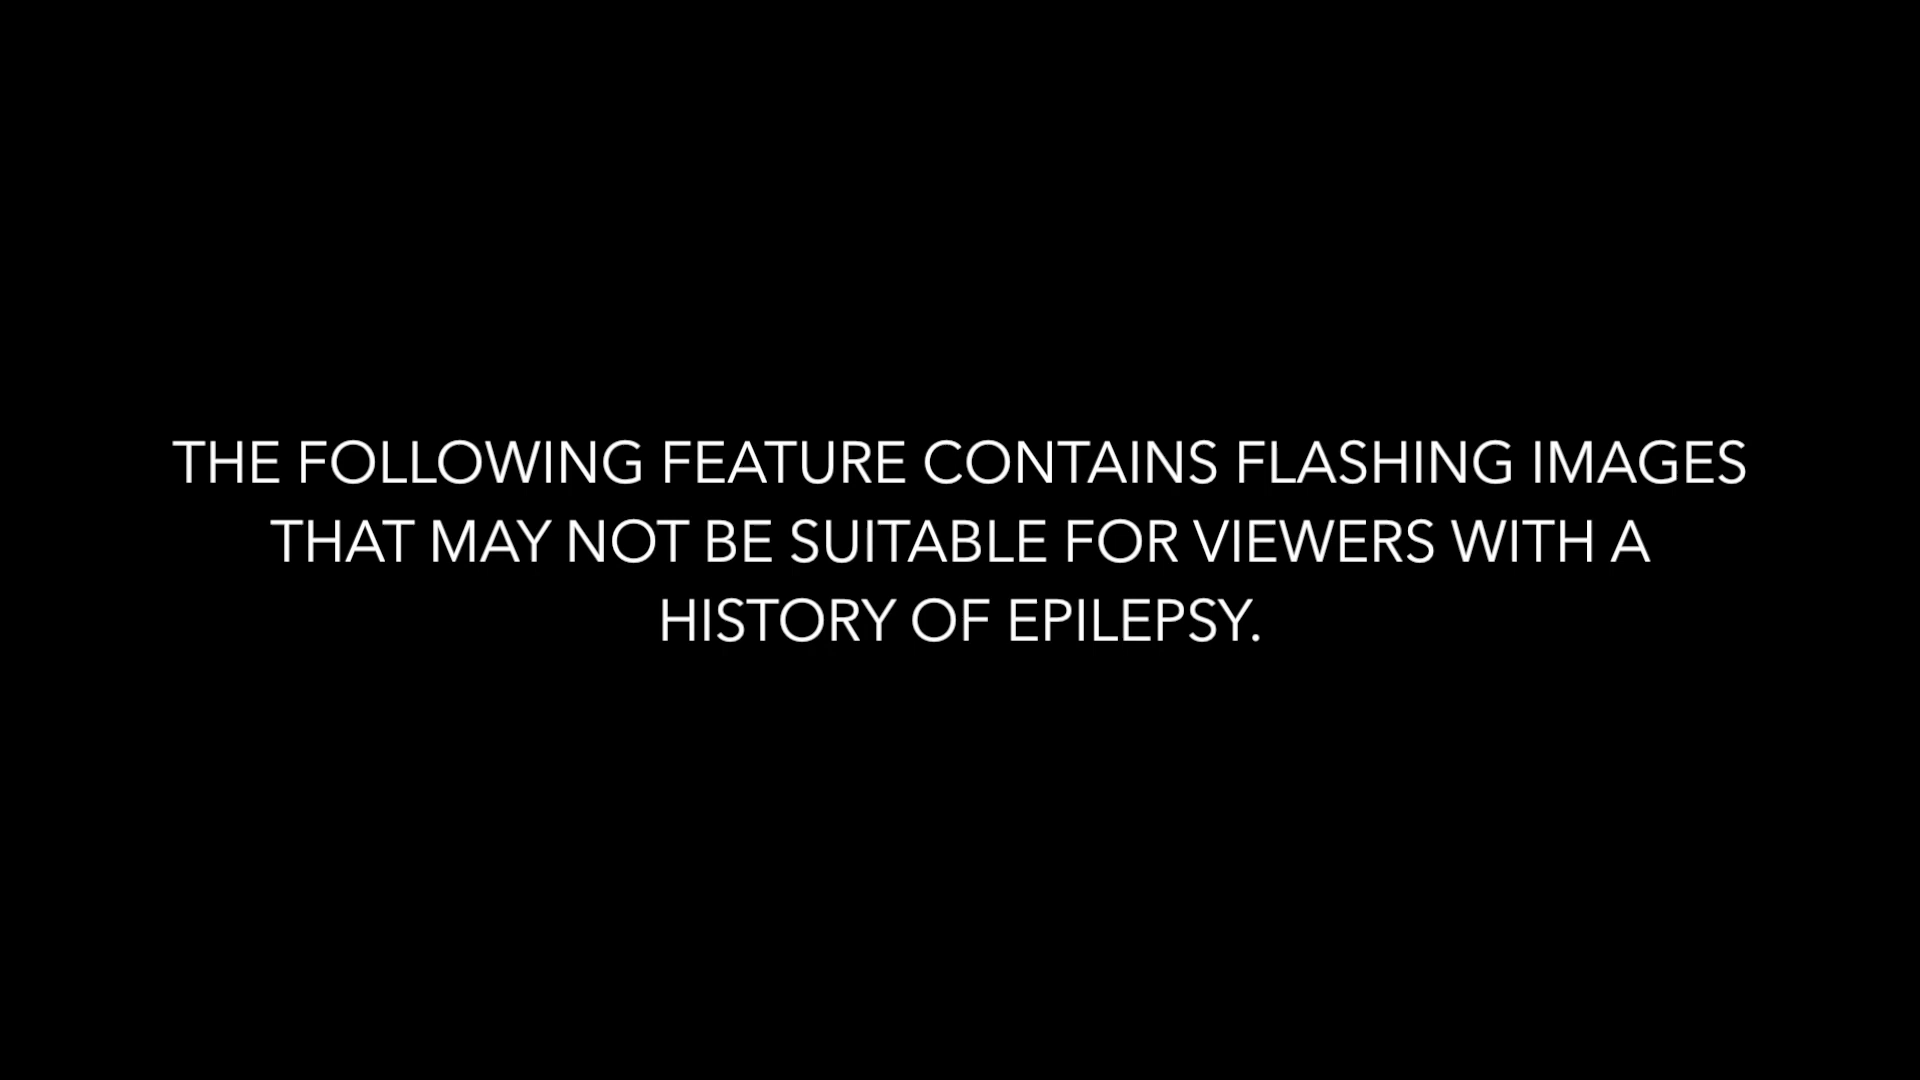 THE FOLLOWING FEATURE CONTAINS FLASHING IMAGES
THAT MAY NOT BE SUITABLE FOR VIEWERS WITH A
HISTORY OF EPILEPSY.